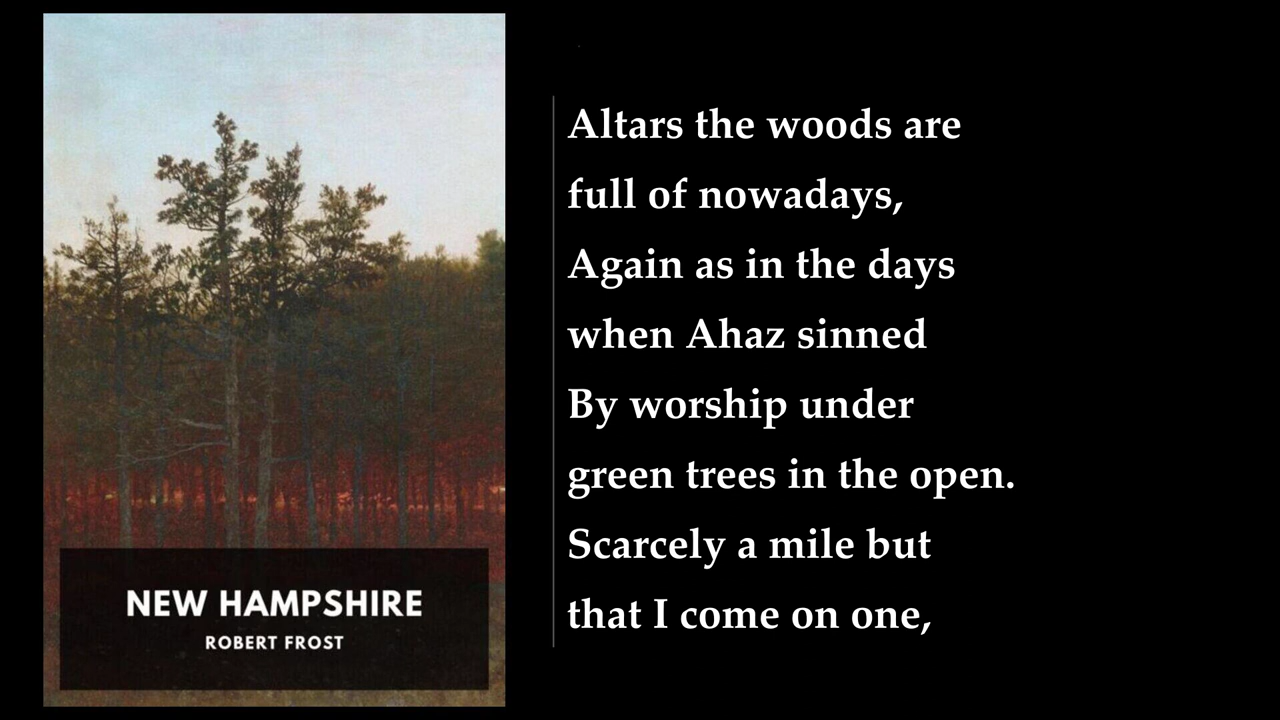 NEW HAMPSHIRE
ROBERT FROST
Altars the woods are
full of nowadays,
Again as in the days
when Ahaz sinned
By worship under
green trees in the open.
Scarcely a mile but
that I come on one,